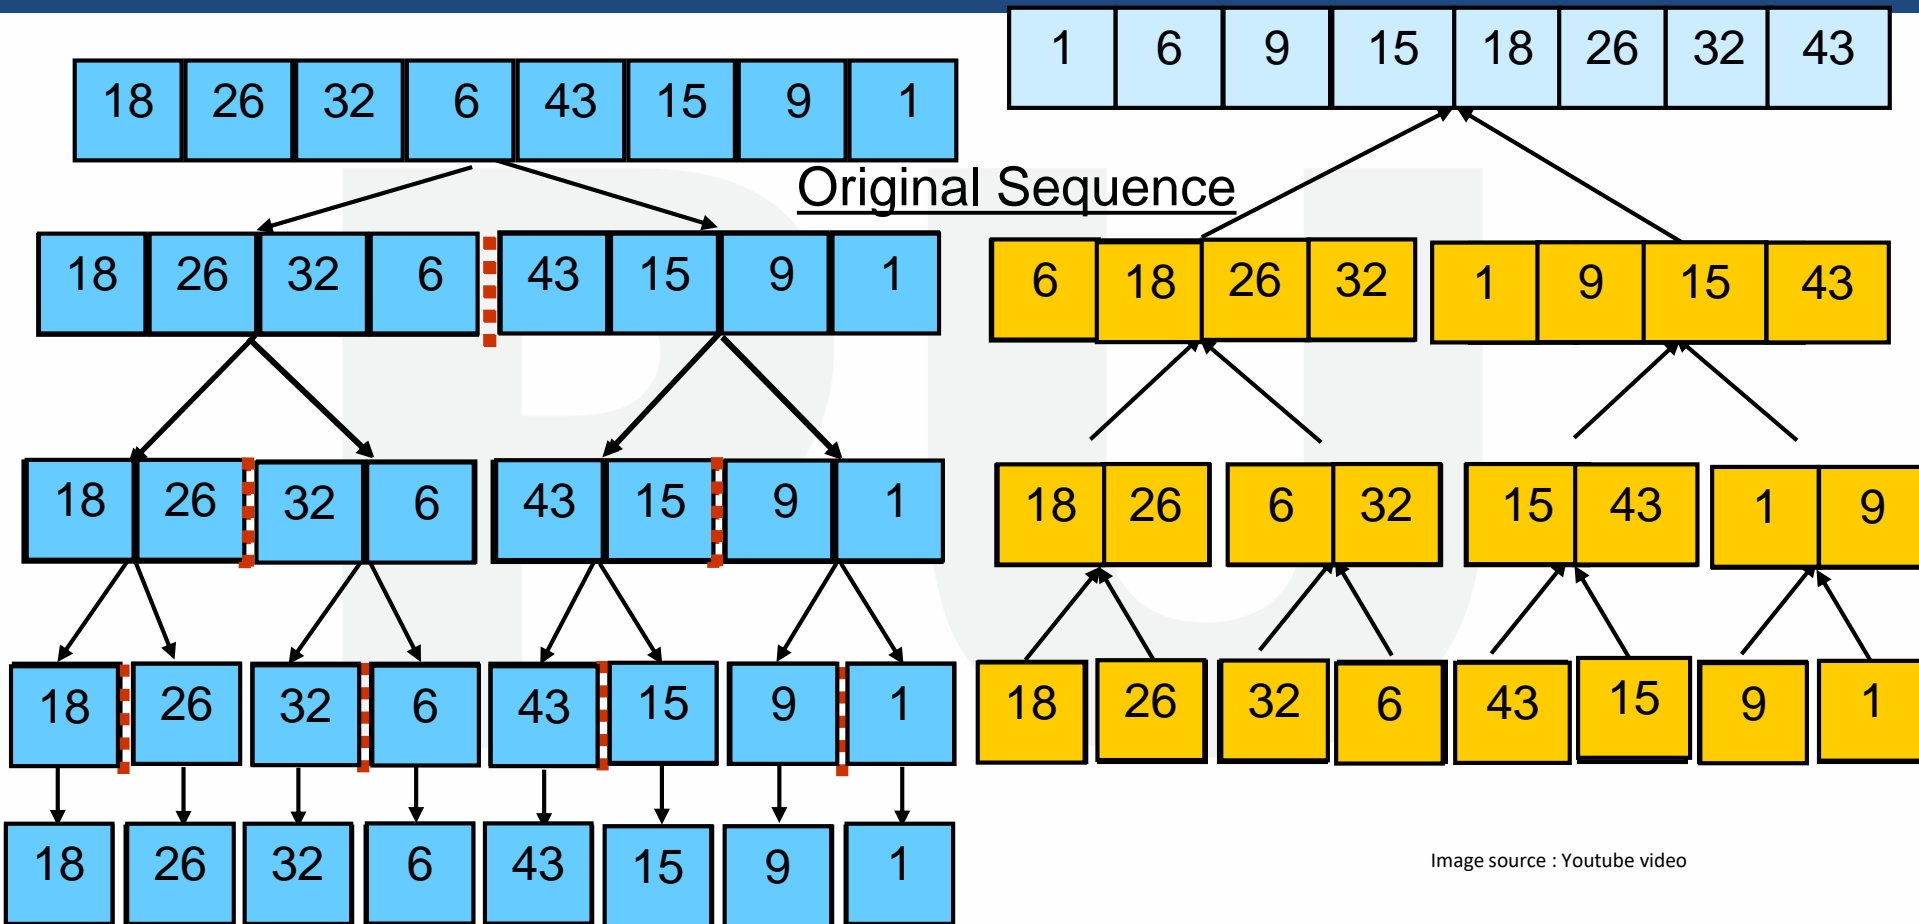 18 26 32 6 43 15 9 1
Original Sequence
18 26 32 6 43 15 9 1
18 26 32 6 43 15 9 1
18 26 32 6 43 15 9 1
18 26 32 6 43 15 9 1
1 6 9 15 18 26 32 43
6 18 26 32 1 9 15 43
18 26 6 32 15 43 1 9
18 26 32 6 43 15 9 1
Image source : Youtube video
PU